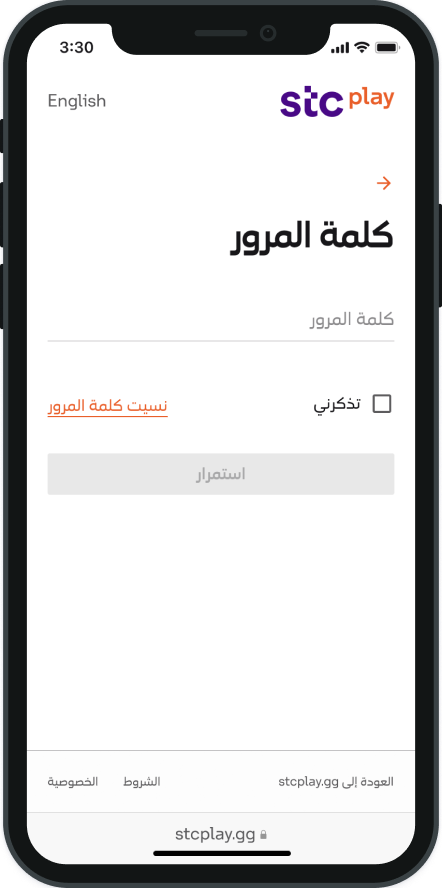 3:30
English
stc play
كلمة المرور
كلمة المرور
تذكرني
نسيت كلمة المرور
استمرار
العودة إلى stcplay.gg
الشروط
الخصوصية
stcplay.gg